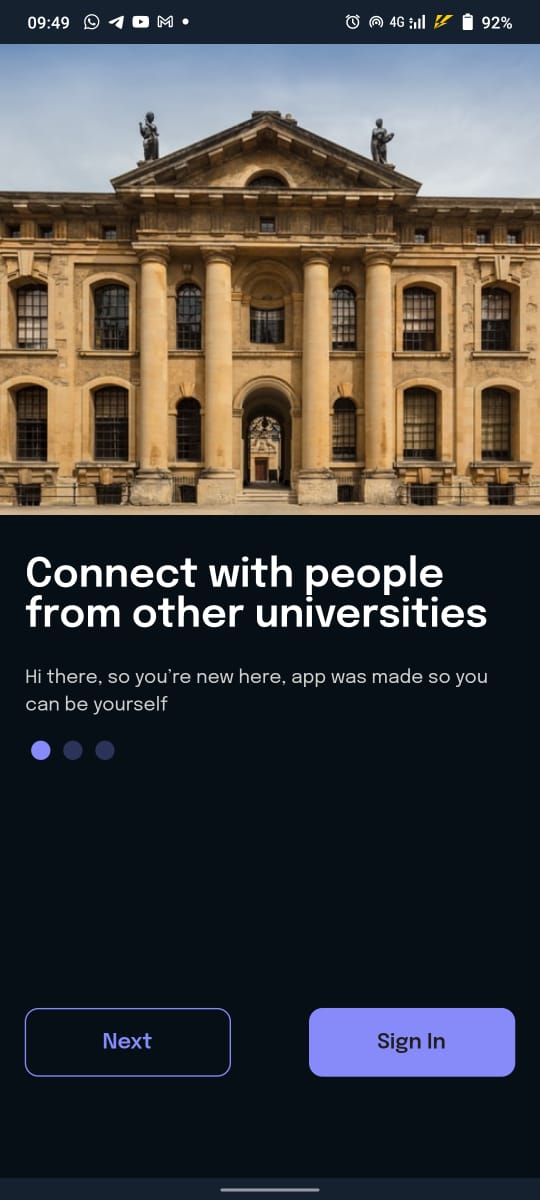 09:49 4G 92%
Connect with people
from other universities
Hi there, so you’re new here, app was made so you
can be yourself
Next Sign In